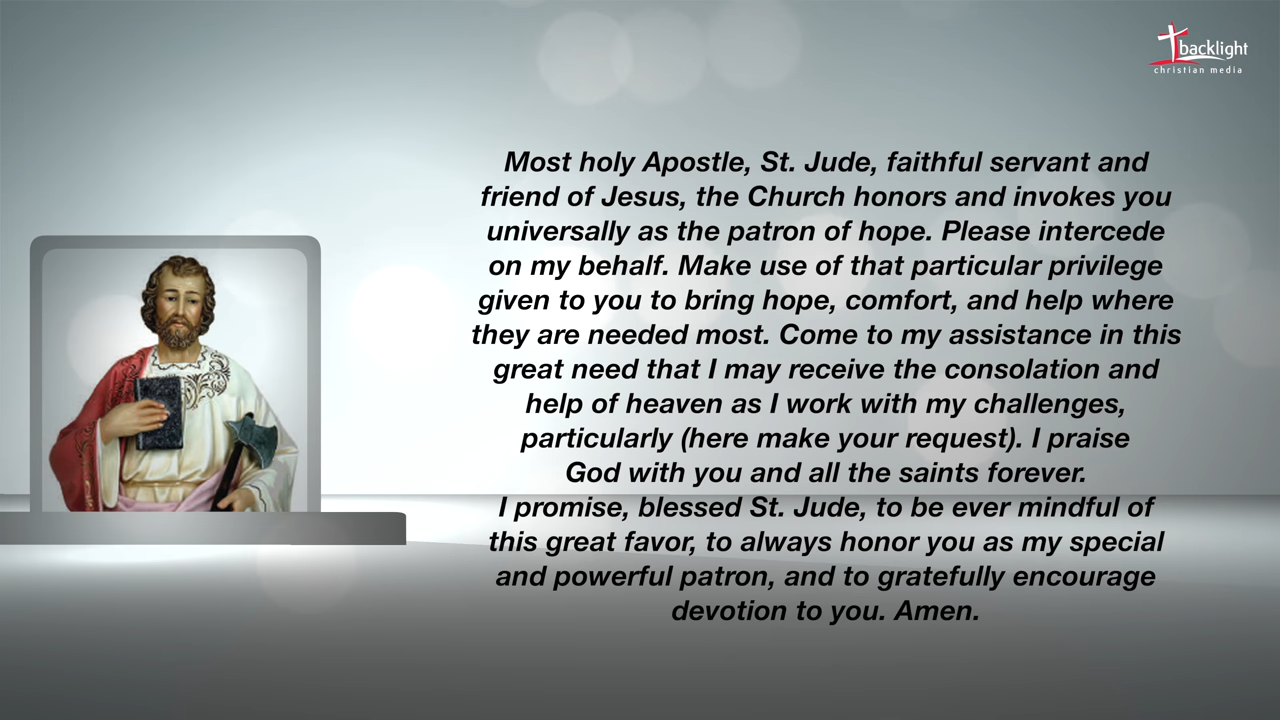 backlight
christian media
Most holy Apostle, St. Jude, faithful servant and
friend of Jesus, the Church honors and invokes you
universally as the patron of hope. Please intercede
on my behalf. Make use of that particular privilege
given to you to bring hope, comfort, and help where
they are needed most. Come to my assistance in this
great need that I may receive the consolation and
help of heaven as I work with my challenges,
particularly (here make your request). I praise
God with you and all the saints forever.
I promise, blessed St. Jude, to be ever mindful of
this great favor, to always honor you as my special
and powerful patron, and to gratefully encourage
devotion to you. Amen.